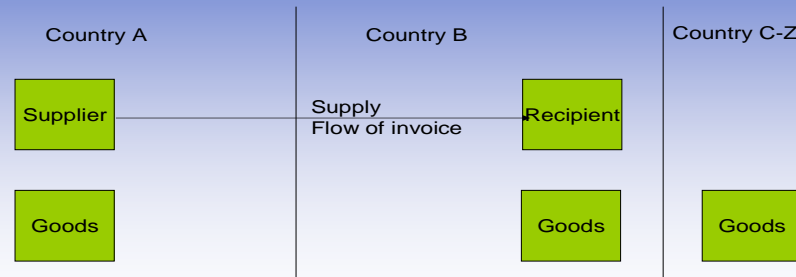 Country A
Country B
Country C-Z
Supplier
Supply
Flow of invoice
Recipient
Goods
Goods
Goods